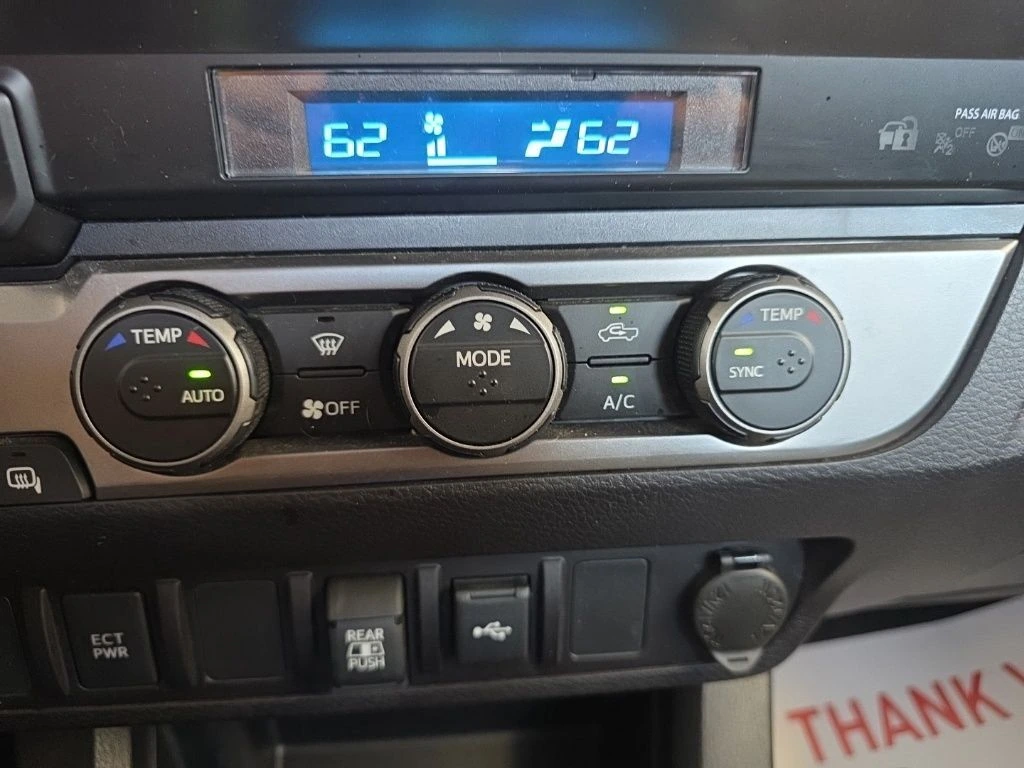 62 62
PASS AIR BAG
OFF
TEMP
AUTO
OFF
MODE
A/C
TEMP
SYNC
ECT
PWR
REAR
PUSH
THANK